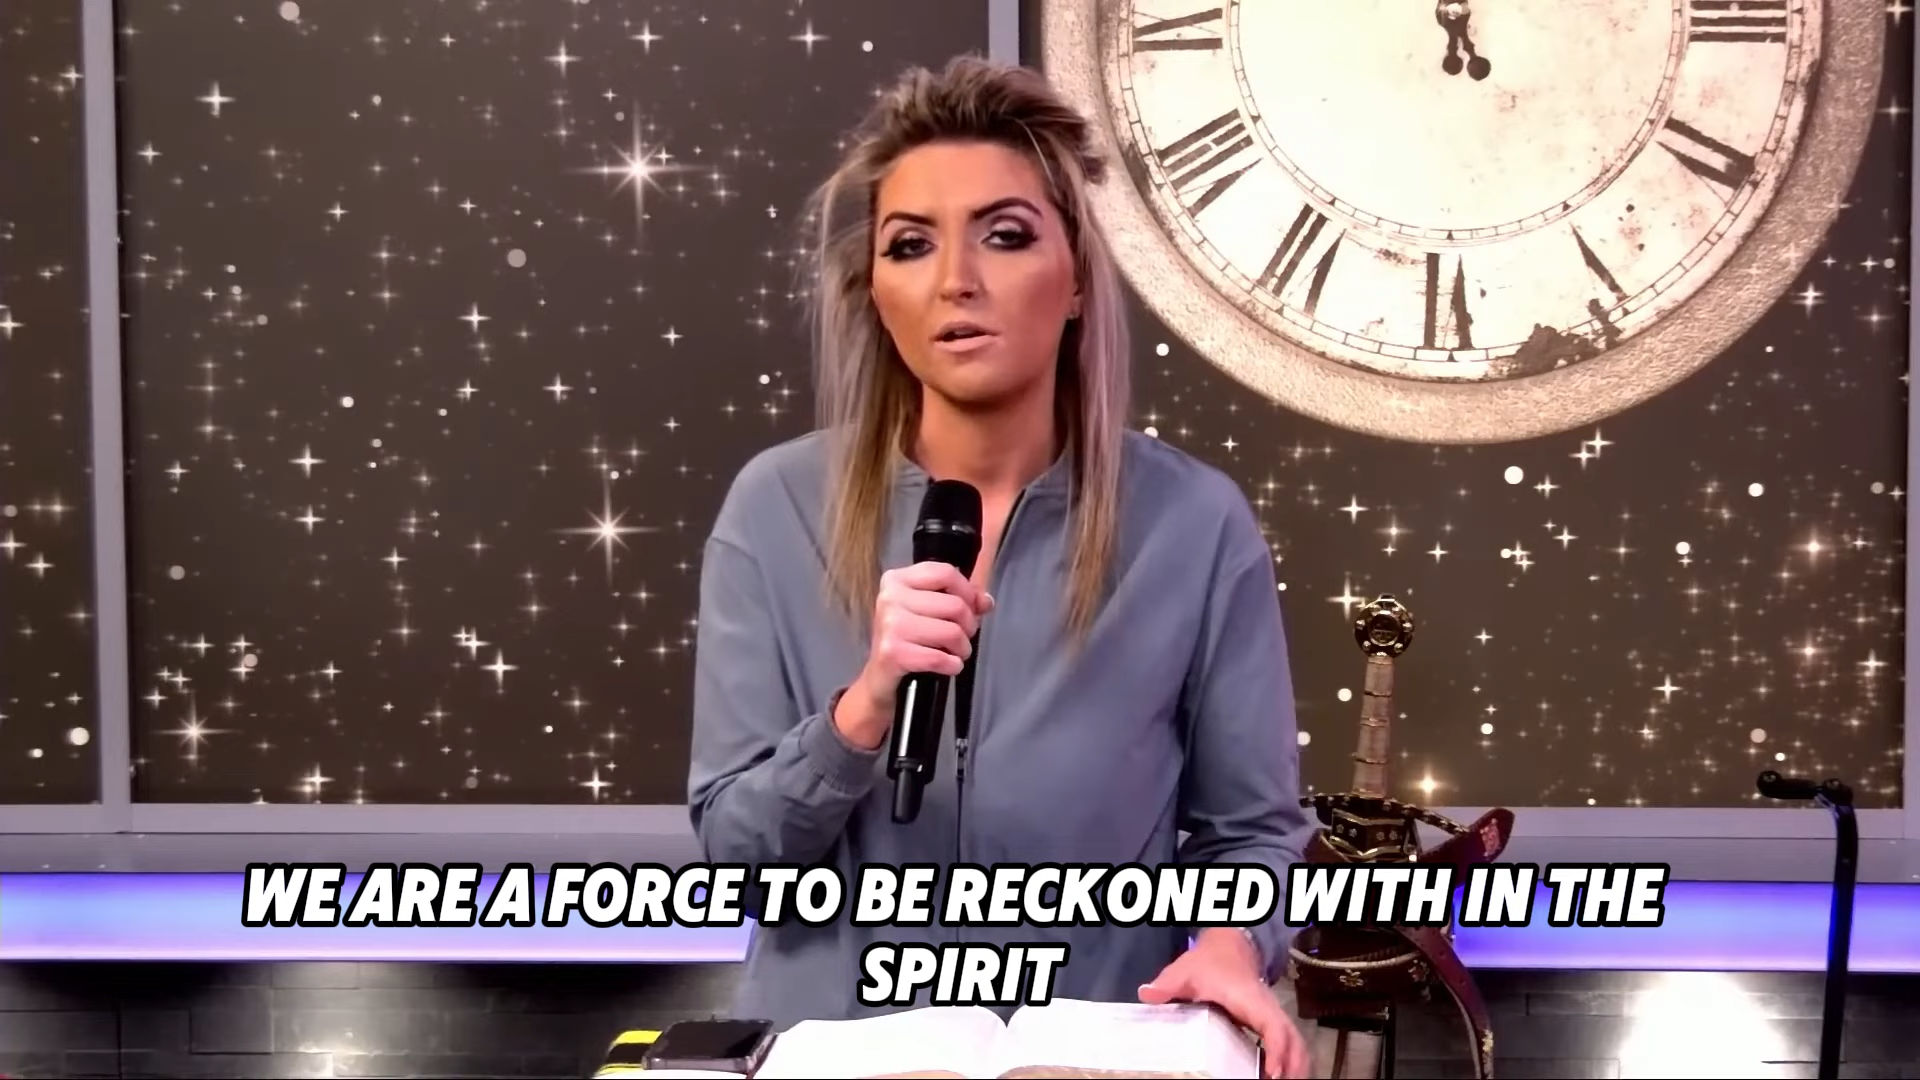 WE ARE A FORCE TO BE RECKONED WITH IN THE
SPIRIT